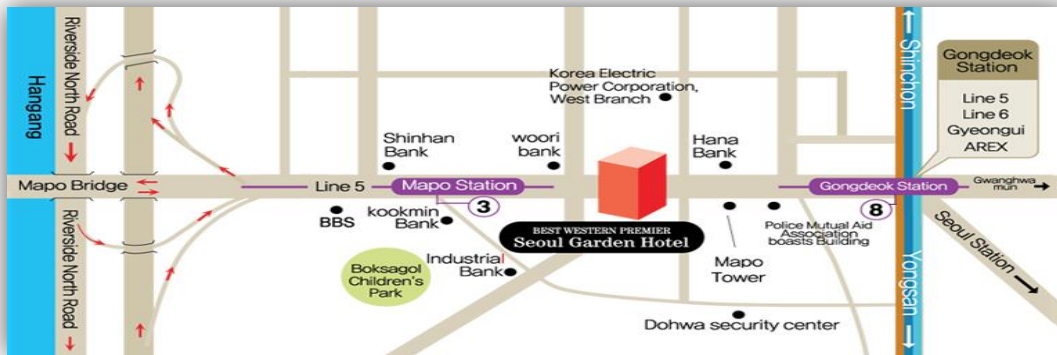 Hangang
Riverside North Road
Riverside North Road
Mapo Bridge
Line 5
Mapo Station
3
Shinhan
Bank
BBS
kookmin
Bank
Boksagol
Children's
Park
Industrial
Bank
woori
bank
Korea Electric
Power Corporation,
West Branch
BEST WESTERN PREMIER
Seoul Garden Hotel
Hana
Bank
Mapo
Tower
Police Mutual Aid
Association
boasts Building
Dohwa security center
Gongdeok Station
8
Shinchon
Yongsan
Gongdeok
Station
Line 5
Line 6
Gyeongui
AREX
Gwanghwa
mun
Seoul Station